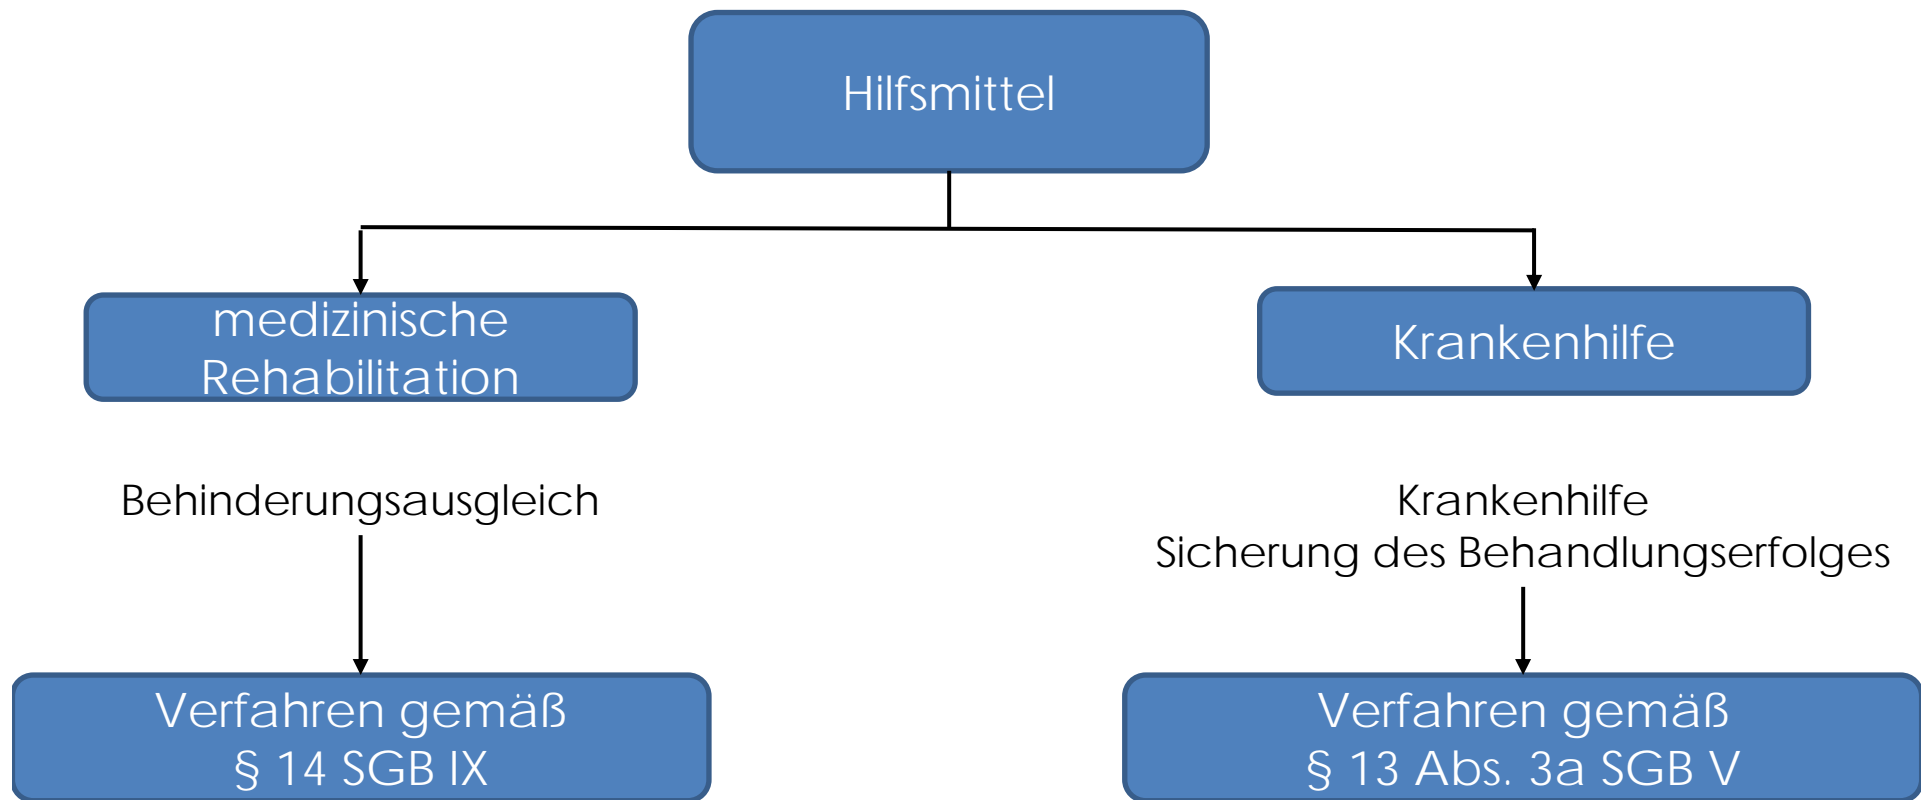 Hilfsmittel
medizinische
Rehabilitation
Krankenhilfe
Behinderungsausgleich
Krankenhilfe
Sicherung des Behandlungserfolges
Verfahren gemäß
§ 14 SGB IX
Verfahren gemäß
§ 13 Abs. 3a SGB V